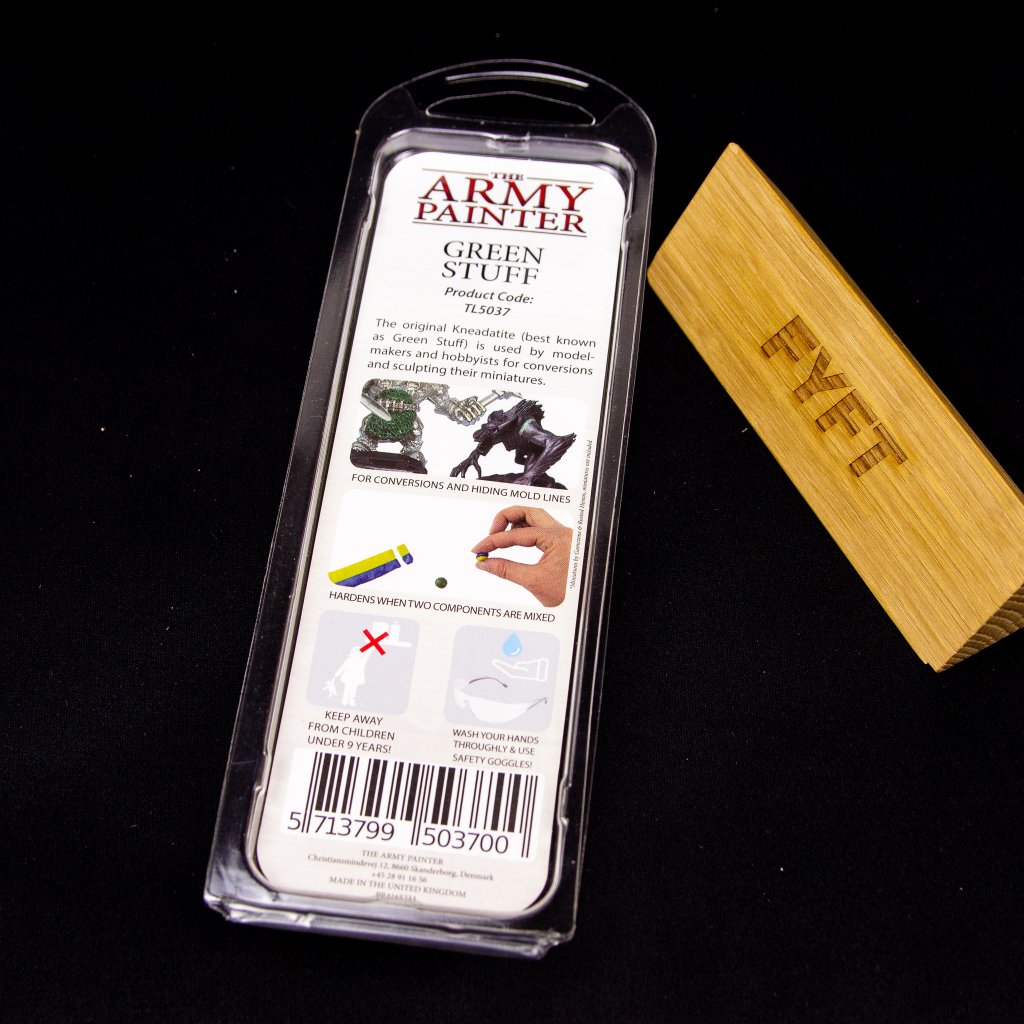 THE
ARMY
PAINTER
GREEN
STUFF
Product Code:
TL5037
The original Kneadatite (best known
as Green Stuff) is used by model-
makers and hobbyists for conversions
and sculpting their miniatures.
FOR CONVERSIONS AND HIDING MOLD LINES
HARDENS WHEN TWO COMPONENTS ARE MIXED
KEEP AWAY
FROM CHILDREN
UNDER 9 YEARS!
WASH YOUR HANDS
THROUGHLY & USE
SAFETY GOGGLES!
5 713799 503700
THE ARMY PAINTER
Christiansmindevej 12, 8660 Skanderborg, Denmark
+45 28 91 16 56
MADE IN THE UNITED KINGDOM
FYFT